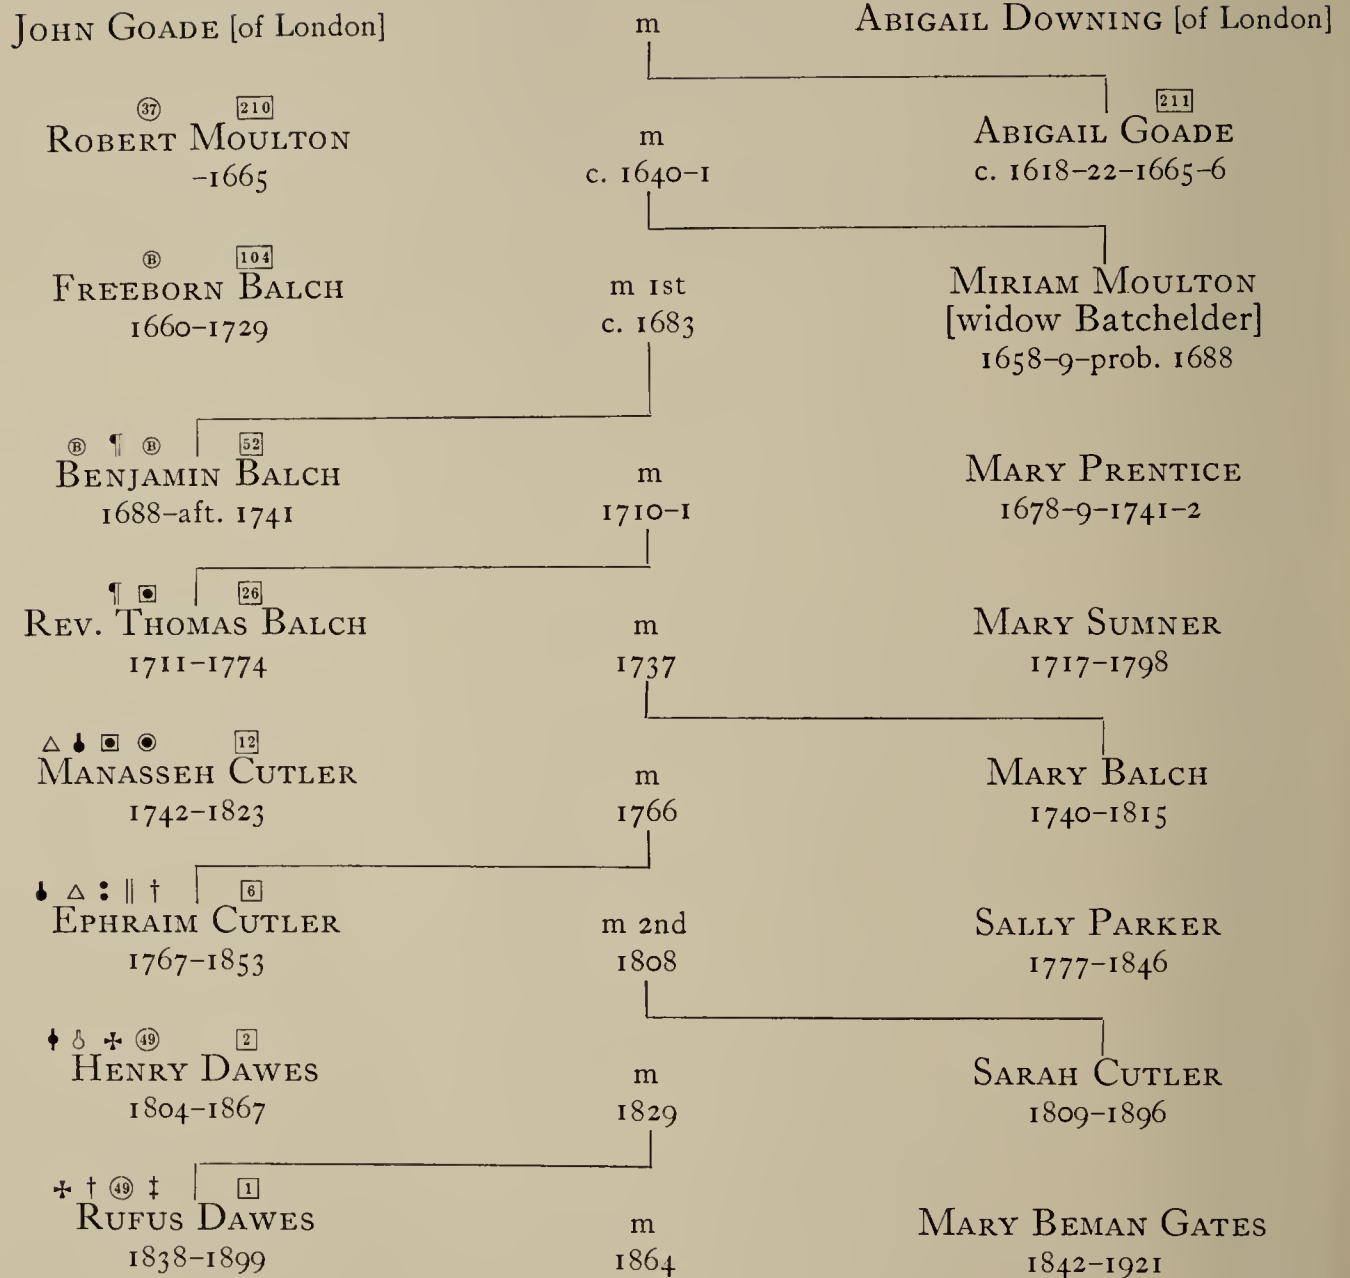 JOHN GOADE [of London] m ABIGAIL DOWNING [of London]
37 210 211
ROBERT MOULTON m ABIGAIL GOADE
-1665 c. 1640-1 c. 1618-22-1665-6
B 104
FREEBORN BALCH m 1st MIRIAM MOULTON
1660-1729 c. 1683 [widow Batchelder]
1658-9-prob. 1688
Ⓑ ¶ Ⓑ 52
BENJAMIN BALCH m MARY PRENTICE
1688-aft. 1741 1710-1 1678-9-1741-2
¶ 26
REV. THOMAS BALCH m MARY SUMNER
1711-1774 1737 1717-1798
△ 12
MANASSEH CUTLER m MARY BALCH
1742-1823 1766 1740-1815
△ : || † 6
EPHRAIM CUTLER m 2nd SALLY PARKER
1767-1853 1808 1777-1846
✠ 49 2
HENRY DAWES m SARAH CUTLER
1804-1867 1829 1809-1896
✠ † 49 ‡ 1
RUFUS DAWES m MARY BEMAN GATES
1838-1899 1864 1842-1921